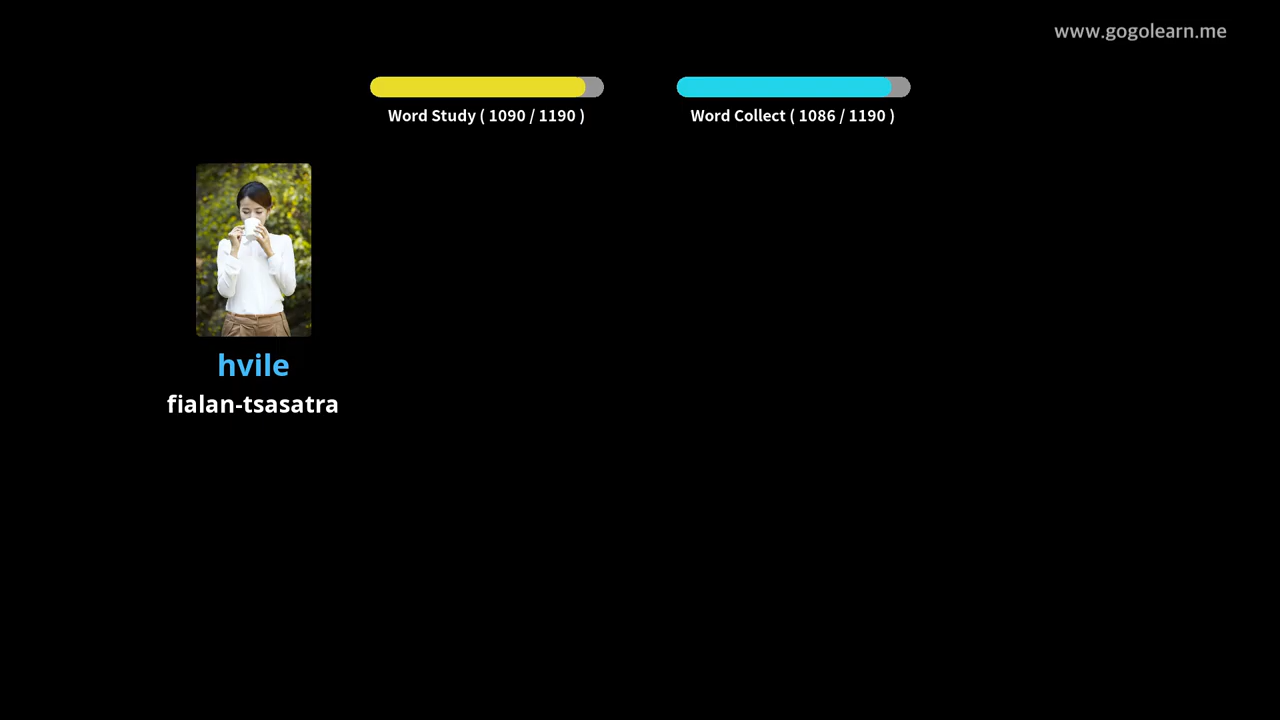 www.gogolearn.me
Word Study ( 1090 / 1190 )
Word Collect ( 1086 / 1190 )
hvile
fialan-tsasatra